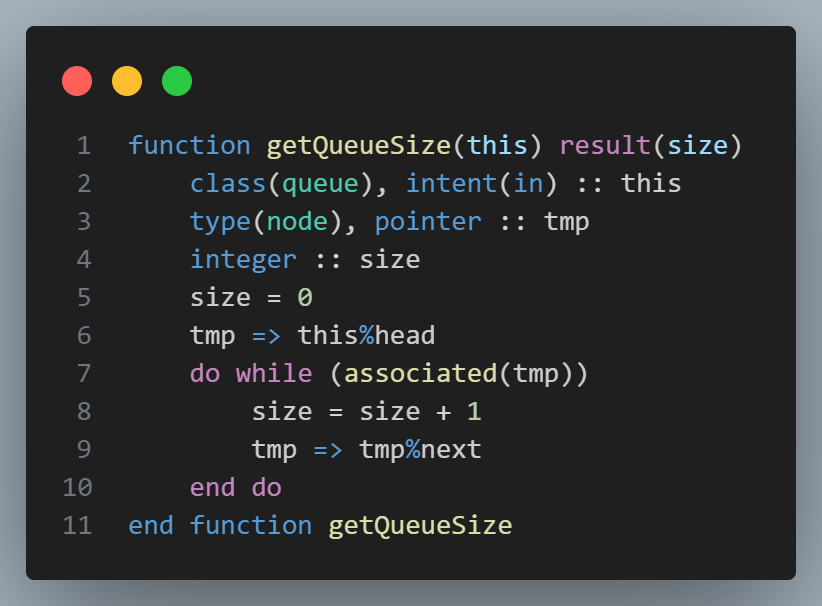 1 function getQueueSize(this) result(size)
2     class(queue), intent(in) :: this
3     type(node), pointer :: tmp
4     integer :: size
5     size = 0
6     tmp => this%head
7     do while (associated(tmp))
8         size = size + 1
9         tmp => tmp%next
10     end do
11 end function getQueueSize